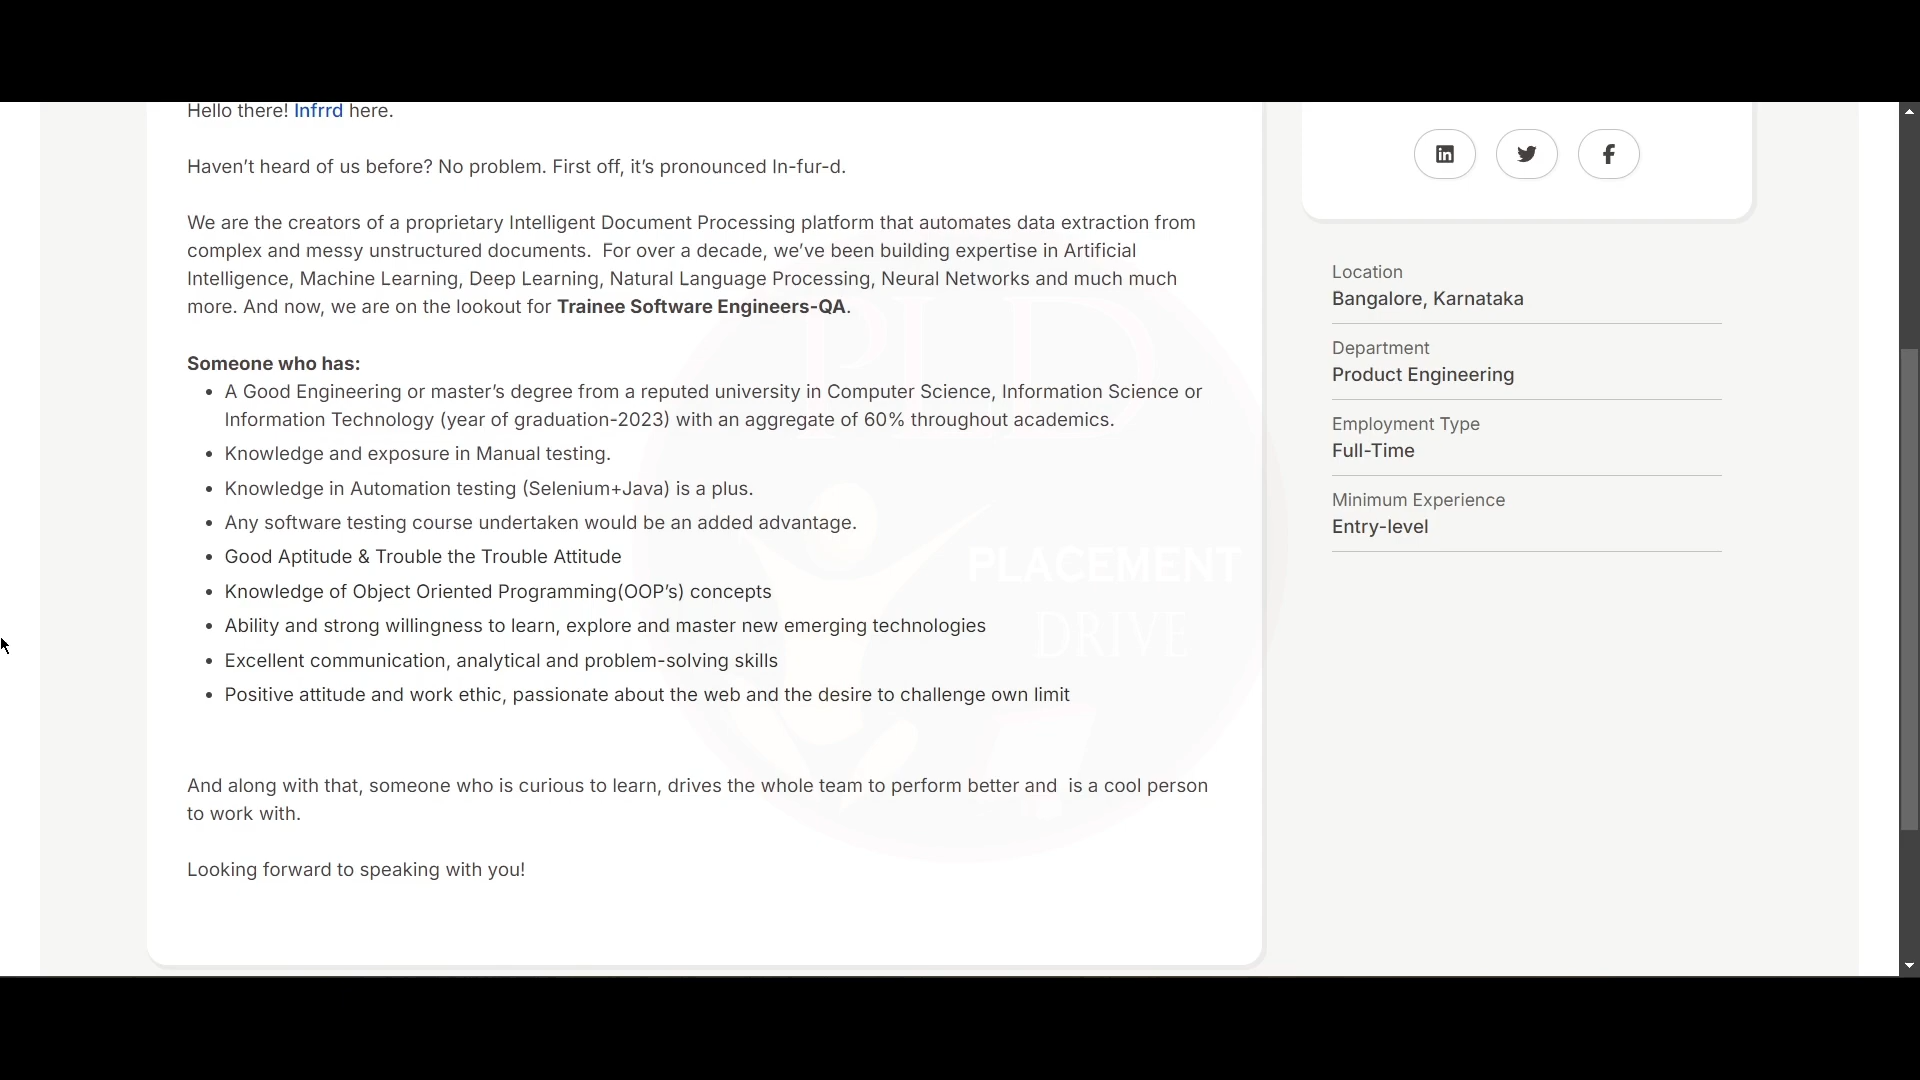 Hello there! Infrrd here.
Haven’t heard of us before? No problem. First off, it’s pronounced In-fur-d.
We are the creators of a proprietary Intelligent Document Processing platform that automates data extraction from
complex and messy unstructured documents.  For over a decade, we’ve been building expertise in Artificial
Intelligence, Machine Learning, Deep Learning, Natural Language Processing, Neural Networks and much much
more. And now, we are on the lookout for Trainee Software Engineers-QA.
Someone who has:
• A Good Engineering or master’s degree from a reputed university in Computer Science, Information Science or
Information Technology (year of graduation-2023) with an aggregate of 60% throughout academics.
• Knowledge and exposure in Manual testing.
• Knowledge in Automation testing (Selenium+Java) is a plus.
• Any software testing course undertaken would be an added advantage.
• Good Aptitude & Trouble the Trouble Attitude
• Knowledge of Object Oriented Programming(OOP’s) concepts
• Ability and strong willingness to learn, explore and master new emerging technologies
• Excellent communication, analytical and problem-solving skills
• Positive attitude and work ethic, passionate about the web and the desire to challenge own limit
And along with that, someone who is curious to learn, drives the whole team to perform better and  is a cool person
to work with.
Looking forward to speaking with you!
Location
Bangalore, Karnataka
Department
Product Engineering
Employment Type
Full-Time
Minimum Experience
Entry-level
PLD
PLACEMENT
DRIVE